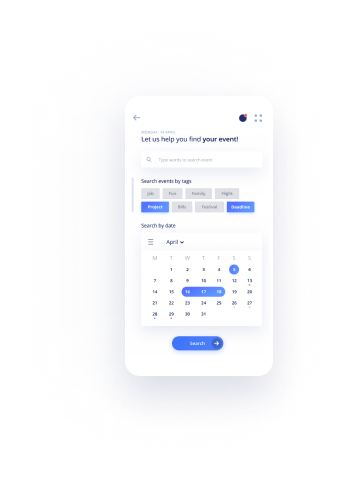 Let us help you find your event!
Type words to search event
Search events by tags
Job Fun Family Flight
Project Bills Festival Deadline
Search by date
April
M T W T F S S
1 2 3 4 5 6
7 8 9 10 11 12 13
14 15 16 17 18 19 20
21 22 23 24 25 26 27
28 29 30 31
Search